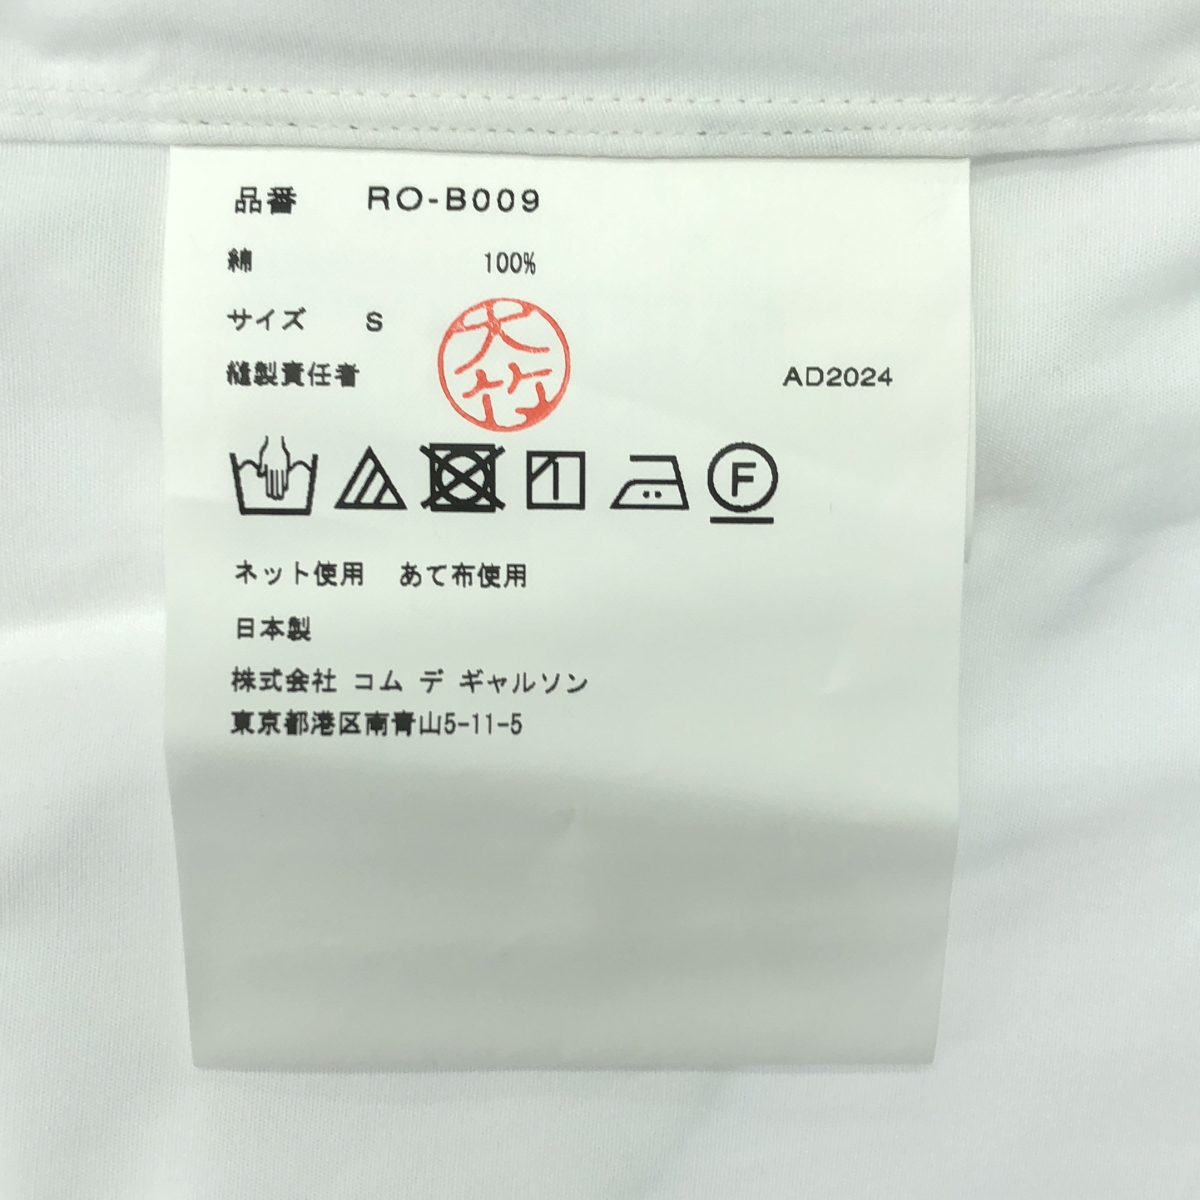 品番 RO-B009
綿 100%
サイズ S
大竹
縫製責任者 AD2024
F
ネット使用 あて布使用
日本製
株式会社 コム デ ギャルソン
東京都港区南青山5-11-5